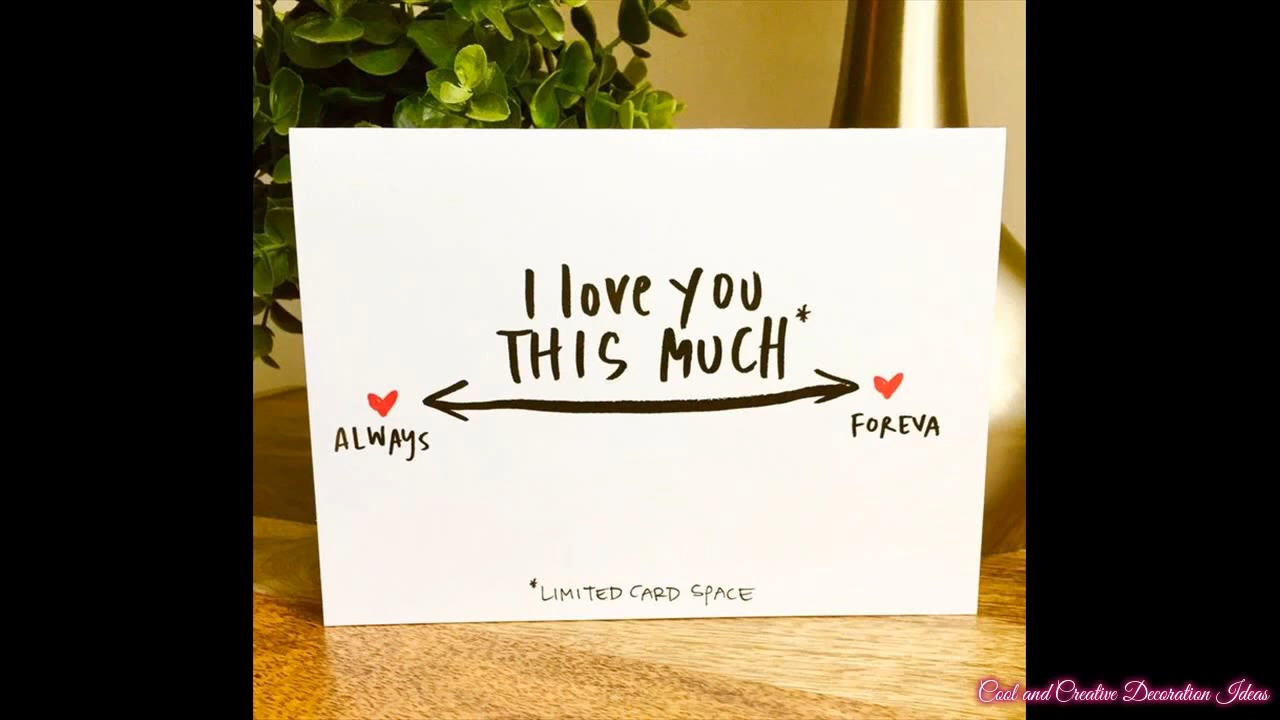 I love you
THIS MUCH*
ALWAYS
FOREVA
*LIMITED CARD SPACE
Cool and Creative Decoration Ideas